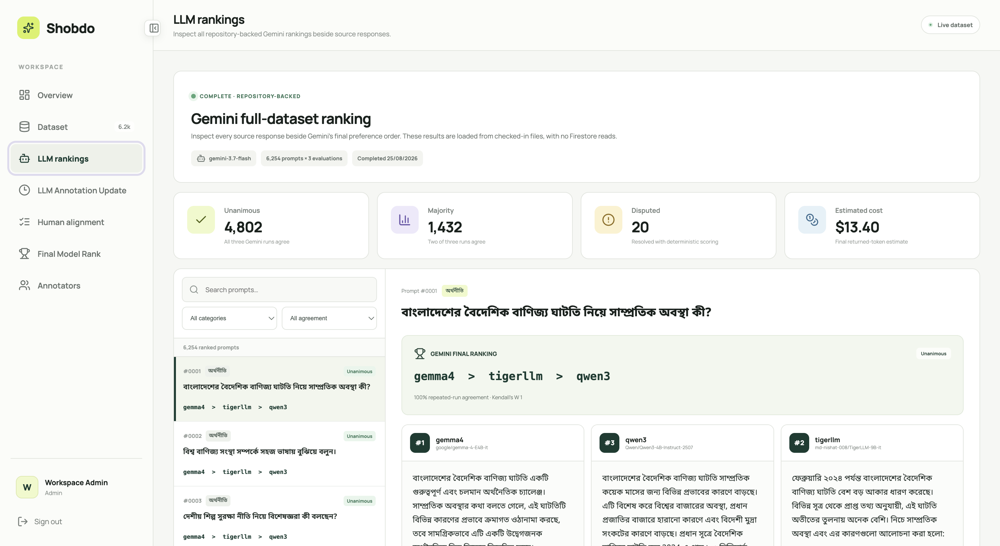 Shobdo
WORKSPACE
Overview
Dataset 6.2k
LLM rankings
LLM Annotation Update
Human alignment
Final Model Rank
Annotators
W
Workspace Admin
Admin
Sign out
LLM rankings
Inspect all repository-backed Gemini rankings beside source responses.
Live dataset
COMPLETE · REPOSITORY-BACKED
Gemini full-dataset ranking
Inspect every source response beside Gemini's final preference order. These results are loaded from checked-in files, with no Firestore reads.
gemini-3.7-flash 6,254 prompts × 3 evaluations Completed 25/08/2026
Unanimous
4,802
All three Gemini runs agree
Majority
1,432
Two of three runs agree
Disputed
20
Resolved with deterministic scoring
Estimated cost
$13.40
Final returned-token estimate
Search prompts...
All categories All agreement
6,254 ranked prompts
#0001 অর্থনীতি Unanimous
বাংলাদেশের বৈদেশিক বাণিজ্য ঘাটতি নিয়ে সাম্প্রতিক অবস্থা কী?
gemma4 > tigerllm > qwen3
#0002 অর্থনীতি Unanimous
বিশ্ব বাণিজ্য সংস্থা সম্পর্কে সহজ ভাষায় বুঝিয়ে বলুন।
gemma4 > tigerllm > qwen3
#0003 অর্থনীতি Unanimous
দেশীয় শিল্প সুরক্ষা নীতি নিয়ে বিশেষজ্ঞরা কী বলছেন?
gemma4 > tigerllm > qwen3
Prompt #0001 অর্থনীতি
বাংলাদেশের বৈদেশিক বাণিজ্য ঘাটতি নিয়ে সাম্প্রতিক অবস্থা কী?
GEMINI FINAL RANKING Unanimous
gemma4 > tigerllm > qwen3
100% repeated-run agreement · Kendall's W 1
#1 gemma4
google/gemma-4-E4B-it
বাংলাদেশের বৈদেশিক বাণিজ্য ঘাটতি একটি
গুরুত্বপূর্ণ এবং চলমান অর্থনৈতিক চ্যালেঞ্জ।
সাম্প্রতিক অবস্থার কথা বলতে গেলে, এই ঘাটতিটি
বিভিন্ন কারণের প্রভাবে ক্রমাগত ওঠানামা করছে,
তবে সামগ্রিকভাবে এটি একটি উদ্বেগজনক
#3 qwen3
Qwen/Qwen3-4B-Instruct-2507
বাংলাদেশের বৈদেশিক বাণিজ্য ঘাটতি সাম্প্রতিক
কয়েক মাসের জন্য বিভিন্ন প্রভাবের কারণে বাড়ছে।
এটি বিশেষ করে বিশ্বের বাজারের অবস্থা, প্রধান
প্রজাতির বাজারে হারানো কারণে এবং বিদেশী মুদ্রা
সংকটের কারণে বাড়ছে। প্রধান সূত্রে বৈদেশিক
#2 tigerllm
md-nishat-008/TigerLLM-9B-it
ফেব্রুয়ারি ২০২৪ পর্যন্ত বাংলাদেশের বৈদেশিক
বাণিজ্য ঘাটতি বেশ বড় আকার ধারণ করেছে।
বিভিন্ন সূত্র থেকে প্রাপ্ত তথ্য অনুযায়ী, এই ঘাটতি
অতীতের তুলনায় অনেক বেশি। নিচে সাম্প্রতিক
অবস্থা এবং এর কারণগুলো আলোচনা করা হলো: